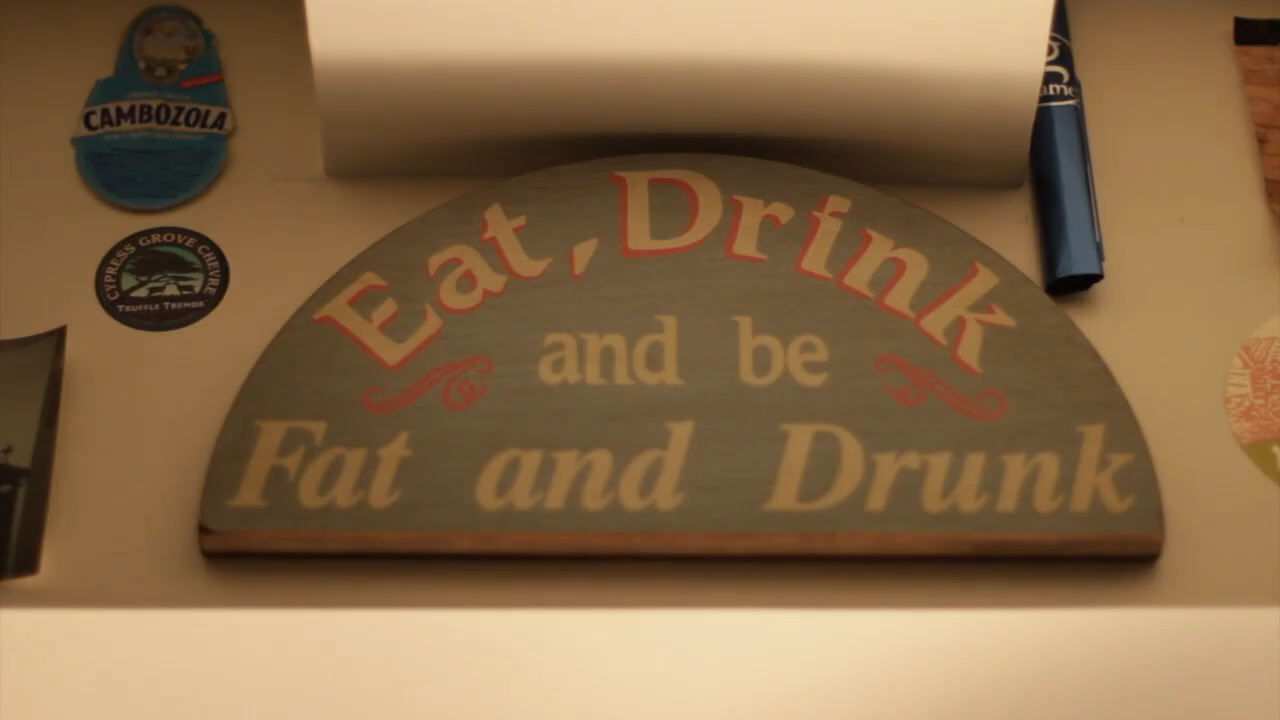 CAMBOZOLA
CYPRESS GROVE CHEVRE
TRUFFLE TREMOR
Eat, Drink
and be
Fat and Drunk